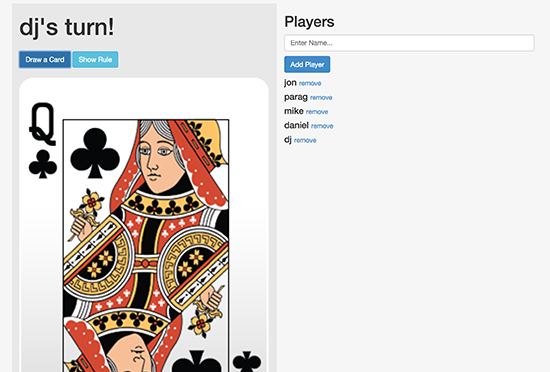 dj's turn!
Draw a Card Show Rule
Q
Players
Enter Name...
Add Player
jon remove
parag remove
mike remove
daniel remove
dj remove